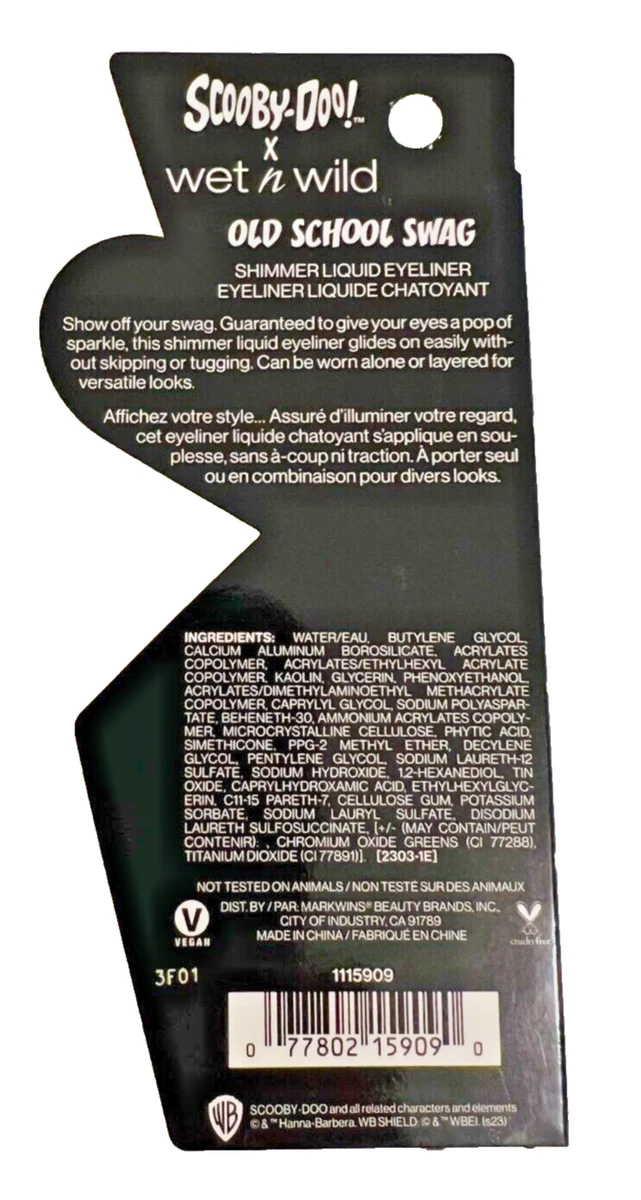 SCOOBY-DOO!™
X
wet n wild
OLD SCHOOL SWAG
SHIMMER LIQUID EYELINER
EYELINER LIQUIDE CHATOYANT
Show off your swag. Guaranteed to give your eyes a pop of
sparkle, this shimmer liquid eyeliner glides on easily with-
out skipping or tugging. Can be worn alone or layered for
versatile looks.
Affichez votre style... Assuré d'illuminer votre regard,
cet eyeliner liquide chatoyant s'applique en sou-
plesse, sans à-coup ni traction. À porter seul
ou en combinaison pour divers looks.
INGREDIENTS: WATER/EAU, BUTYLENE GLYCOL,
CALCIUM ALUMINUM BOROSILICATE, ACRYLATES
COPOLYMER, ACRYLATES/ETHYLHEXYL ACRYLATE
COPOLYMER, KAOLIN, GLYCERIN, PHENOXYETHANOL,
ACRYLATES/DIMETHYLAMINOETHYL METHACRYLATE
COPOLYMER, CAPRYLYL GLYCOL, SODIUM POLYASPAR-
TATE, BEHENETH-30, AMMONIUM ACRYLATES COPOLY-
MER, MICROCRYSTALLINE CELLULOSE, PHYTIC ACID,
SIMETHICONE, PPG-2 METHYL ETHER, DECYLENE
GLYCOL, PENTYLENE GLYCOL, SODIUM LAURETH-12
SULFATE, SODIUM HYDROXIDE, 1,2-HEXANEDIOL, TIN
OXIDE, CAPRYLHYDROXAMIC ACID, ETHYLHEXYLGLYC-
ERIN, C11-15 PARETH-7, CELLULOSE GUM, POTASSIUM
SORBATE, SODIUM LAURYL SULFATE, DISODIUM
LAURETH SULFOSUCCINATE, [+/- (MAY CONTAIN/PEUT
CONTENIR): , CHROMIUM OXIDE GREENS (CI 77288),
TITANIUM DIOXIDE (CI 77891)]. [2303-1E]
NOT TESTED ON ANIMALS / NON TESTÉ SUR DES ANIMAUX
V
VEGAN
DIST. BY / PAR: MARKWINS® BEAUTY BRANDS, INC.,
CITY OF INDUSTRY, CA 91789
MADE IN CHINA / FABRIQUÉ EN CHINE
cruelty free
3F01
1115909
0 77802 15909 0
WB
SCOOBY-DOO and all related characters and elements
© & ™ Hanna-Barbera. WB SHIELD: © & ™ WBEI. (s23)